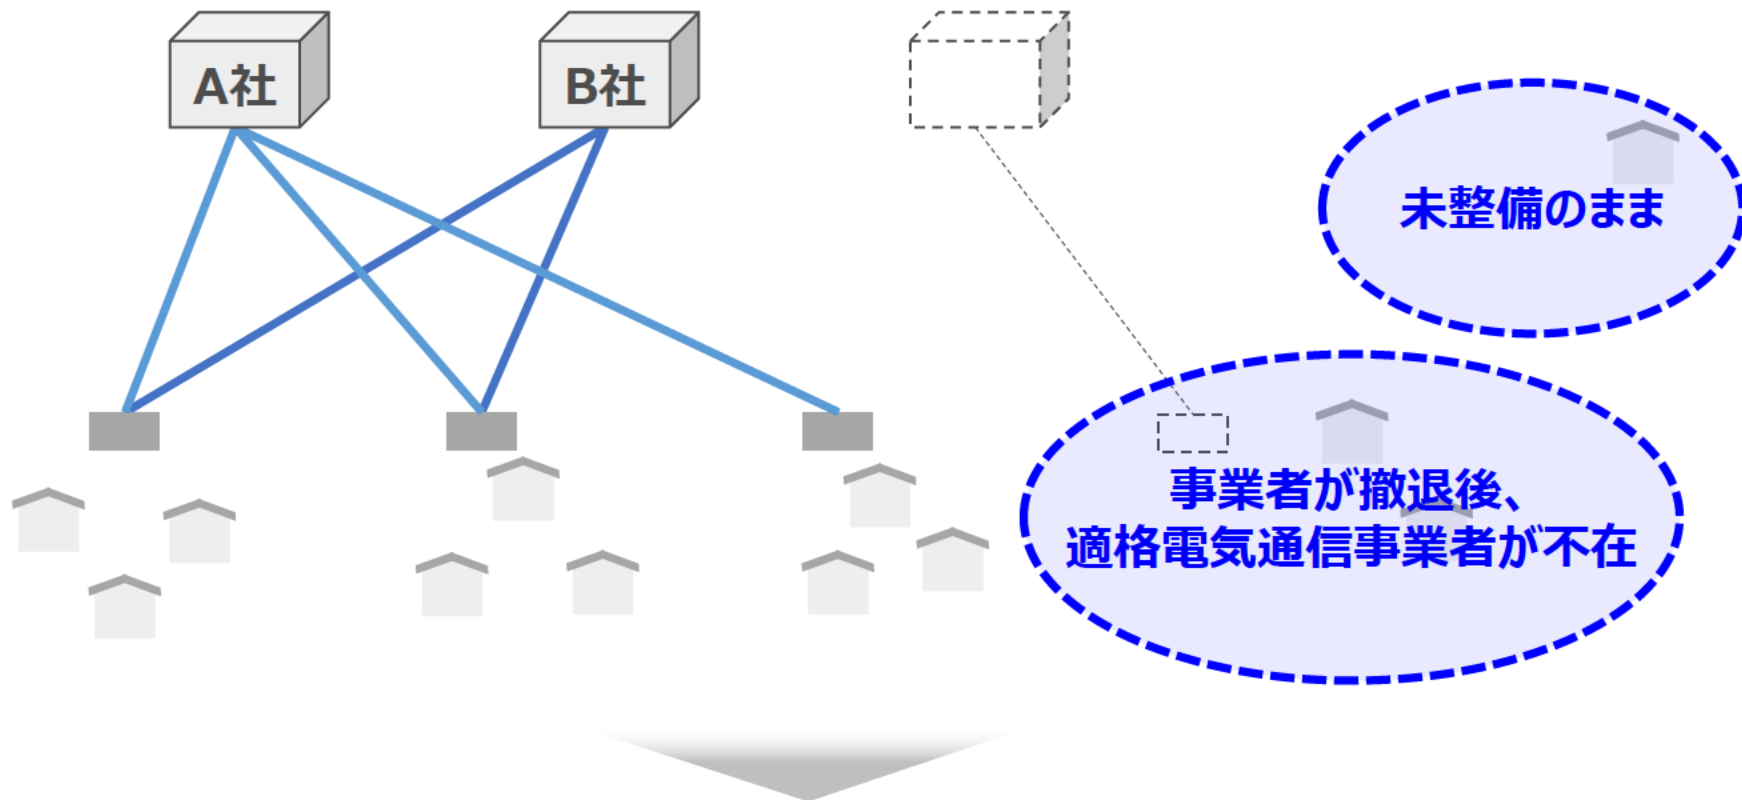 A社
B社
未整備のまま
事業者が撤退後、
適格電気通信事業者が不在